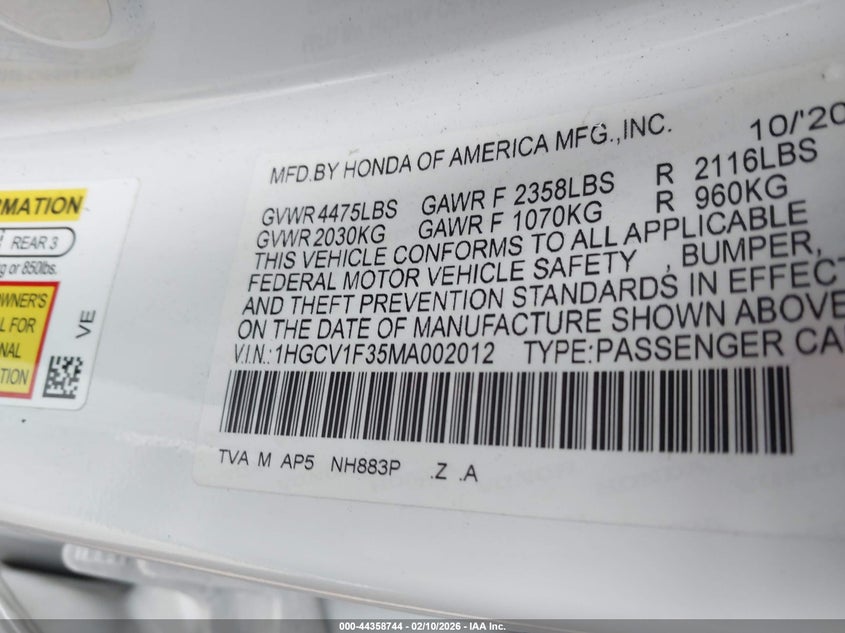 MFD.BY HONDA OF AMERICA MFG.,INC. 10/'20
GVWR 4475LBS GAWR F 2358LBS R 2116LBS
GVWR 2030KG GAWR F 1070KG R 960KG
THIS VEHICLE CONFORMS TO ALL APPLICABLE
FEDERAL MOTOR VEHICLE SAFETY , BUMPER,
AND THEFT PREVENTION STANDARDS IN EFFECT
ON THE DATE OF MANUFACTURE SHOWN ABOVE
V.I.N.:1HGCV1F35MA002012 TYPE:PASSENGER CA
TVA M AP5 NH883P .Z .A
RMATION
REAR 3
g or 850lbs.
OWNER'S
L FOR
NAL
TION
VE
000-44358744 -- 02/10/2026 -- IAA Inc.